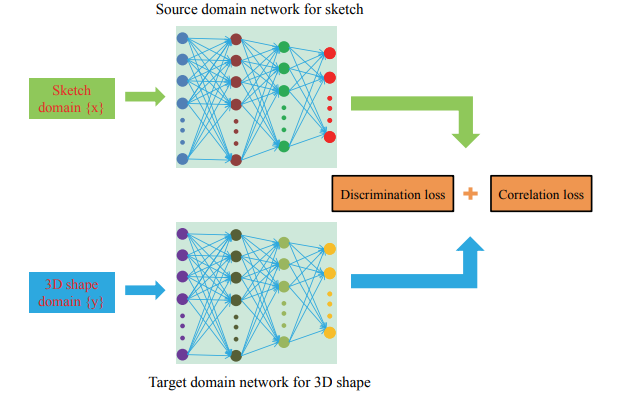 Source domain network for sketch
Sketch
domain {x}
Discrimination loss
+
Correlation loss
3D shape
domain {y}
Target domain network for 3D shape